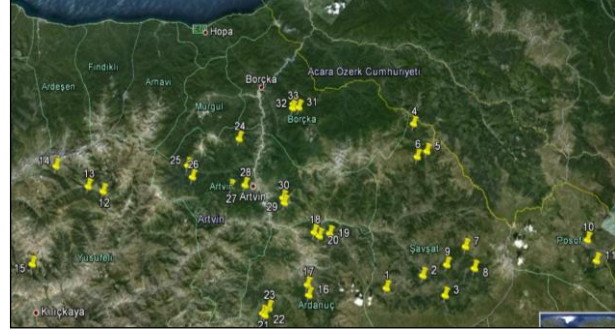 Hopa
Fındıklı
Ardeşen
Arhavi
Borçka
Acara Özerk Cumhuriyeti
Murgul
33
32
31
Borçka
4
24
6
5
14
25
26
13
12
Artvin
28
27
Artvin
30
29
Artvin
18
19
20
10
Posof
11
7
Şavşat
9
8
15
Yusufeli
2
1
3
17
16
Ardanuç
23
22
21
Kılıçkaya